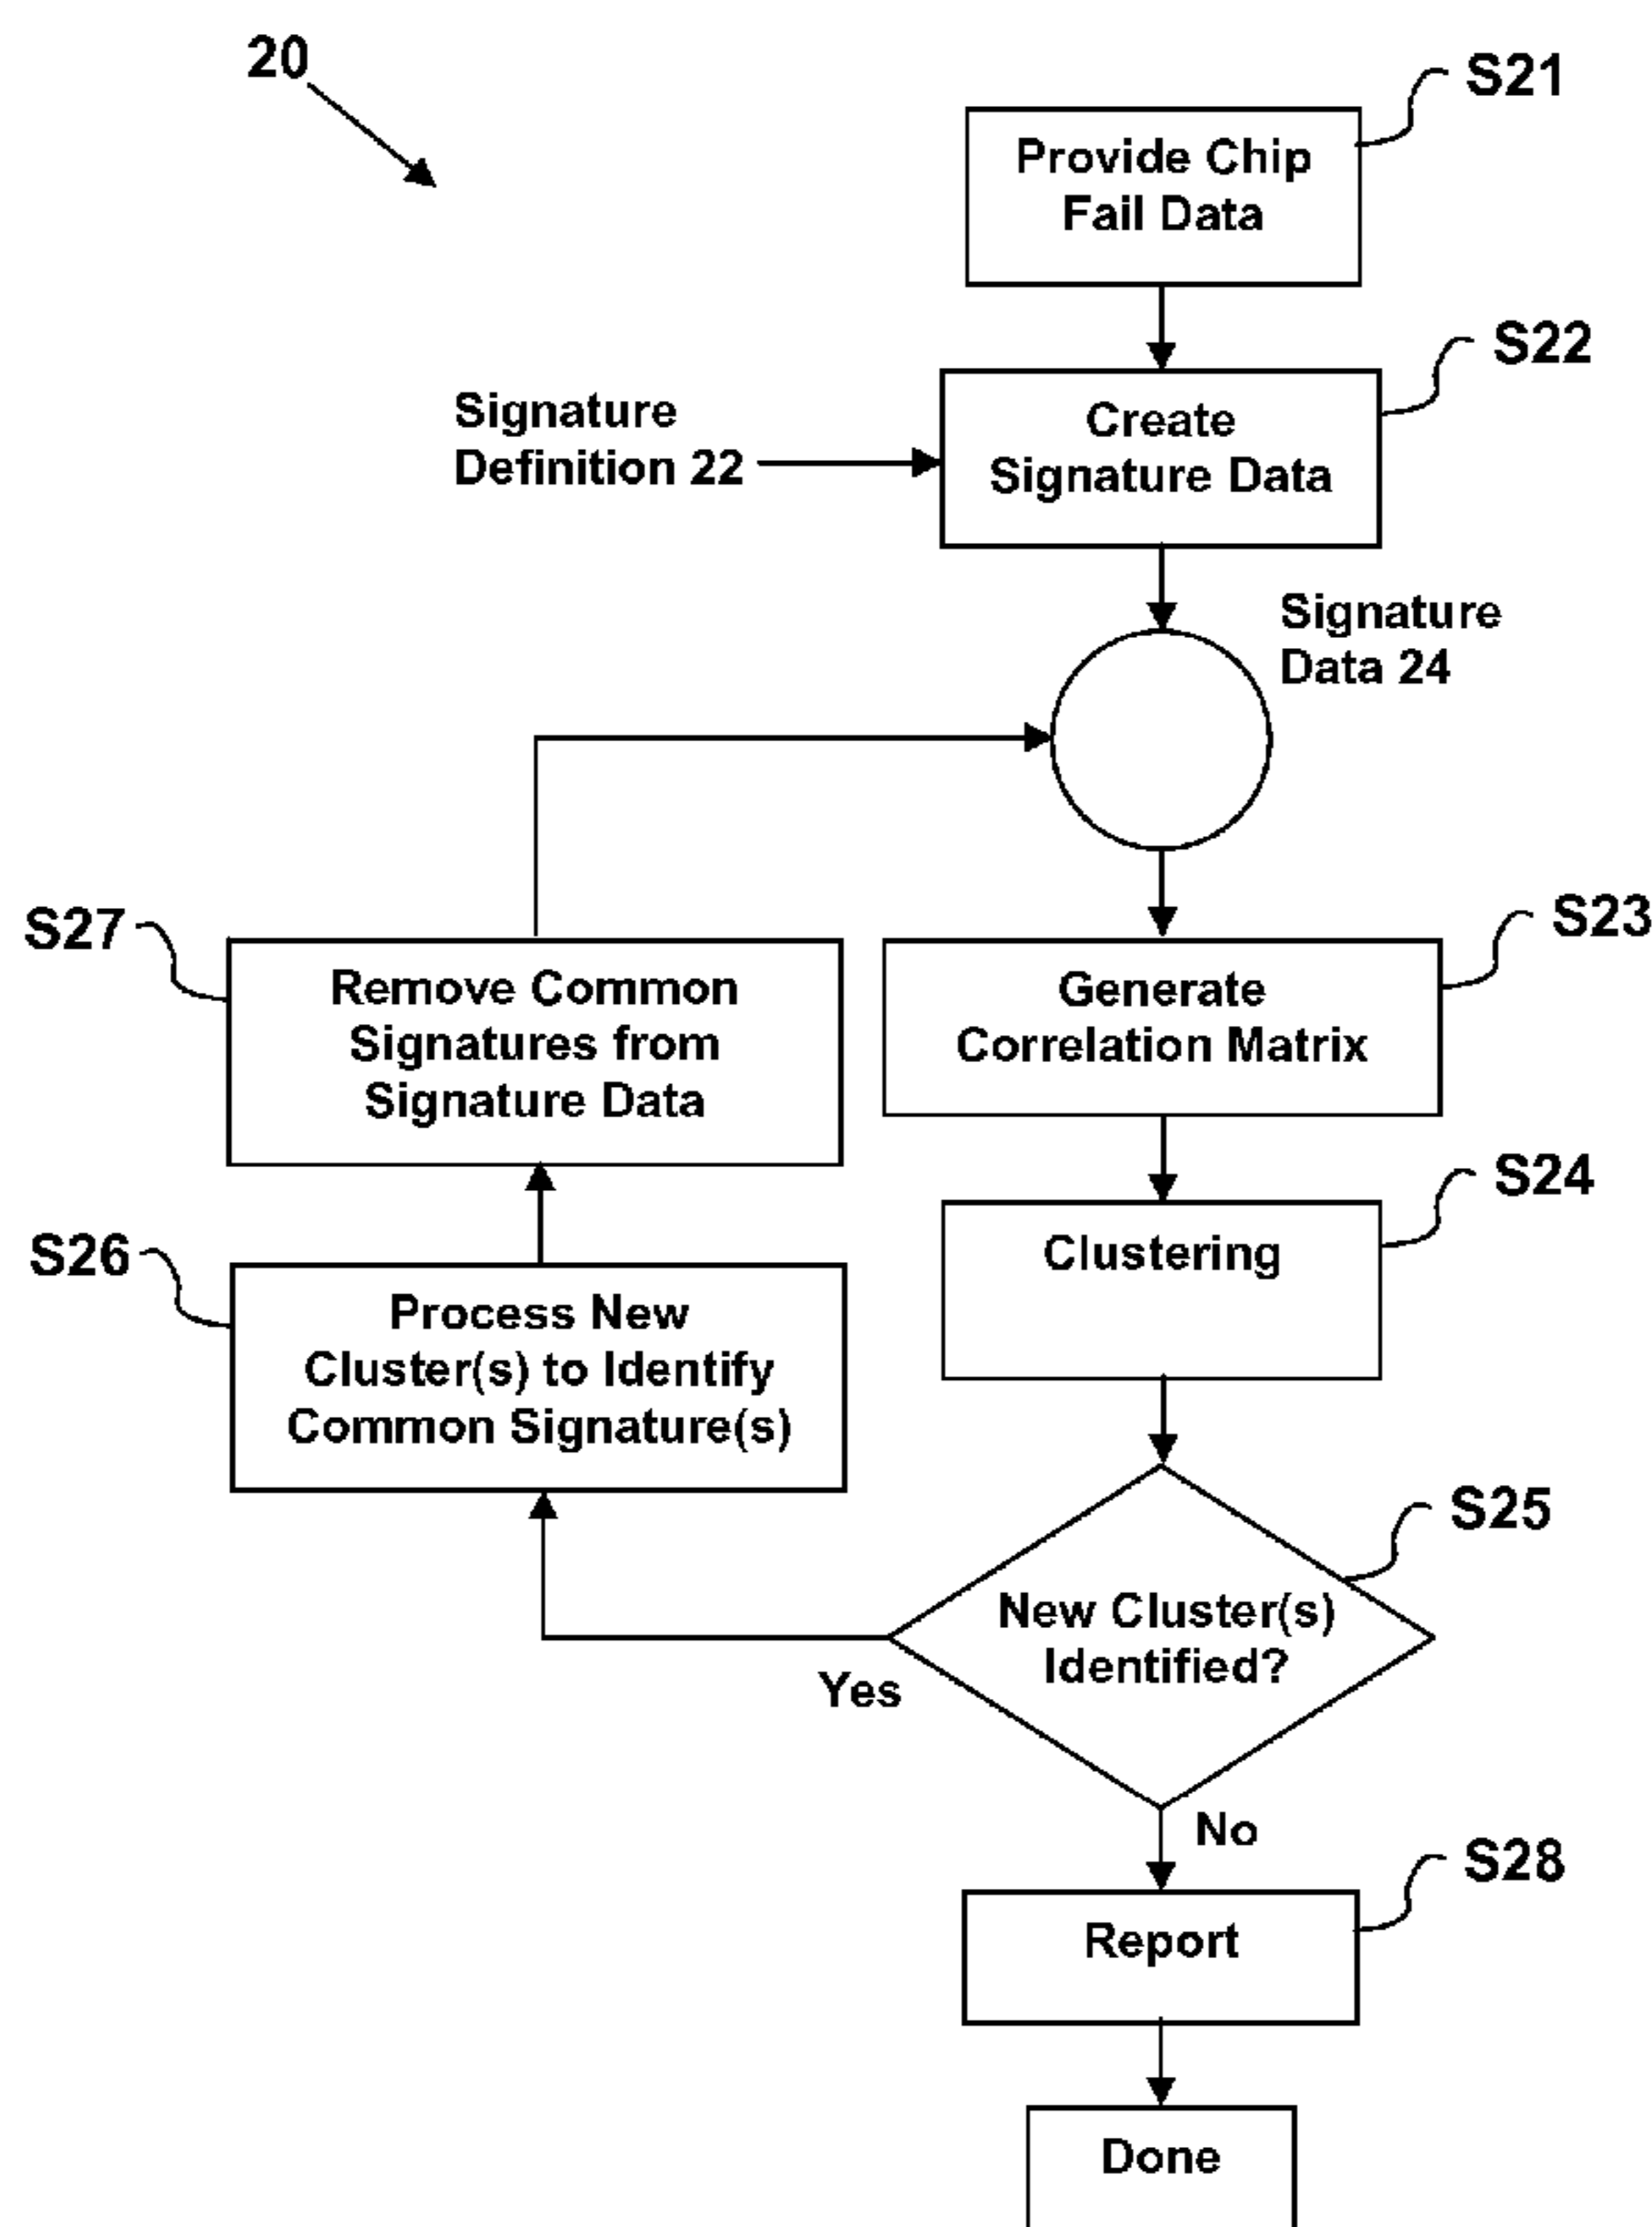 20
S21
Provide Chip
Fail Data
S22
Signature
Definition 22
Create
Signature Data
Signature
Data 24
S27
Remove Common
Signatures from
Signature Data
S23
Generate
Correlation Matrix
S24
Clustering
S26
Process New
Cluster(s) to Identify
Common Signature(s)
S25
New Cluster(s)
Identified?
Yes
No
S28
Report
Done